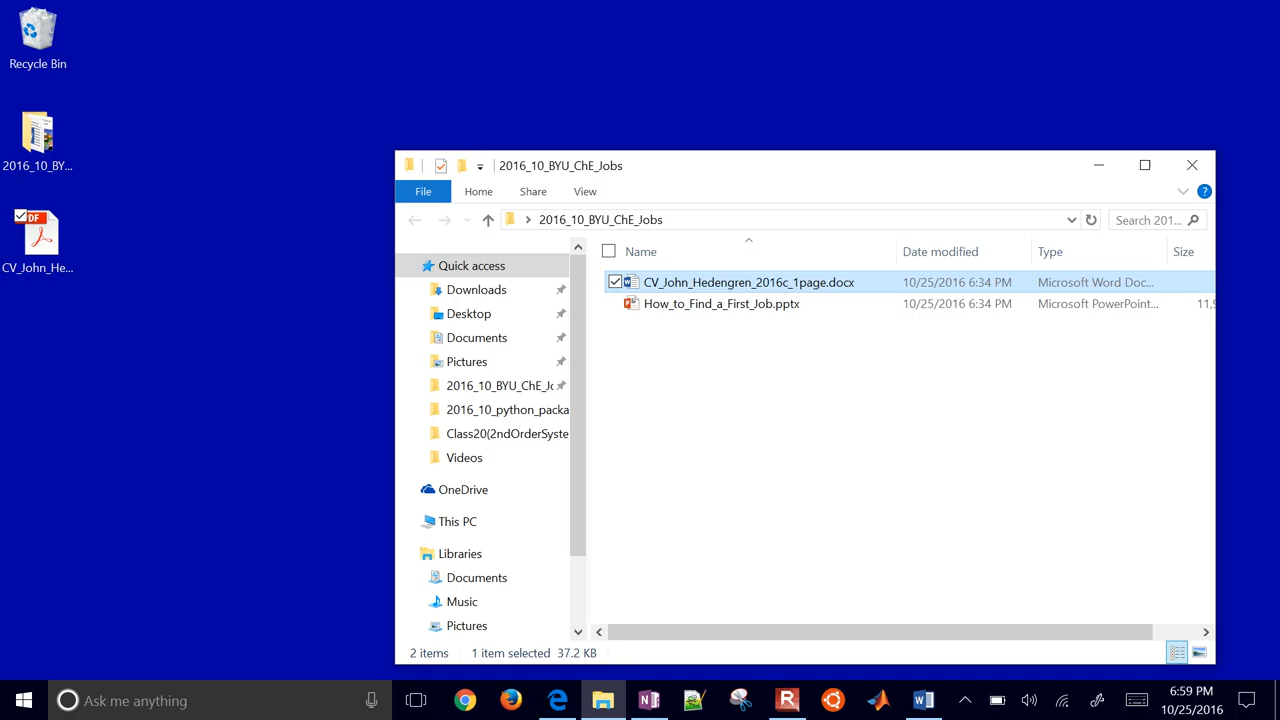 Recycle Bin
2016_10_BY...
DF
CV_John_He...
2016_10_BYU_ChE_Jobs
File Home Share View
2016_10_BYU_ChE_Jobs
Search 201...
Name Date modified Type Size
Quick access
CV_John_Hedengren_2016c_1page.docx 10/25/2016 6:34 PM Microsoft Word Doc...
How_to_Find_a_First_Job.pptx 10/25/2016 6:34 PM Microsoft PowerPoint... 11,
Downloads
Desktop
Documents
Pictures
2016_10_BYU_ChE_Jo
2016_10_python_packa
Class20(2ndOrderSyste
Videos
OneDrive
This PC
Libraries
Documents
Music
Pictures
2 items 1 item selected 37.2 KB
Ask me anything
6:59 PM
10/25/2016